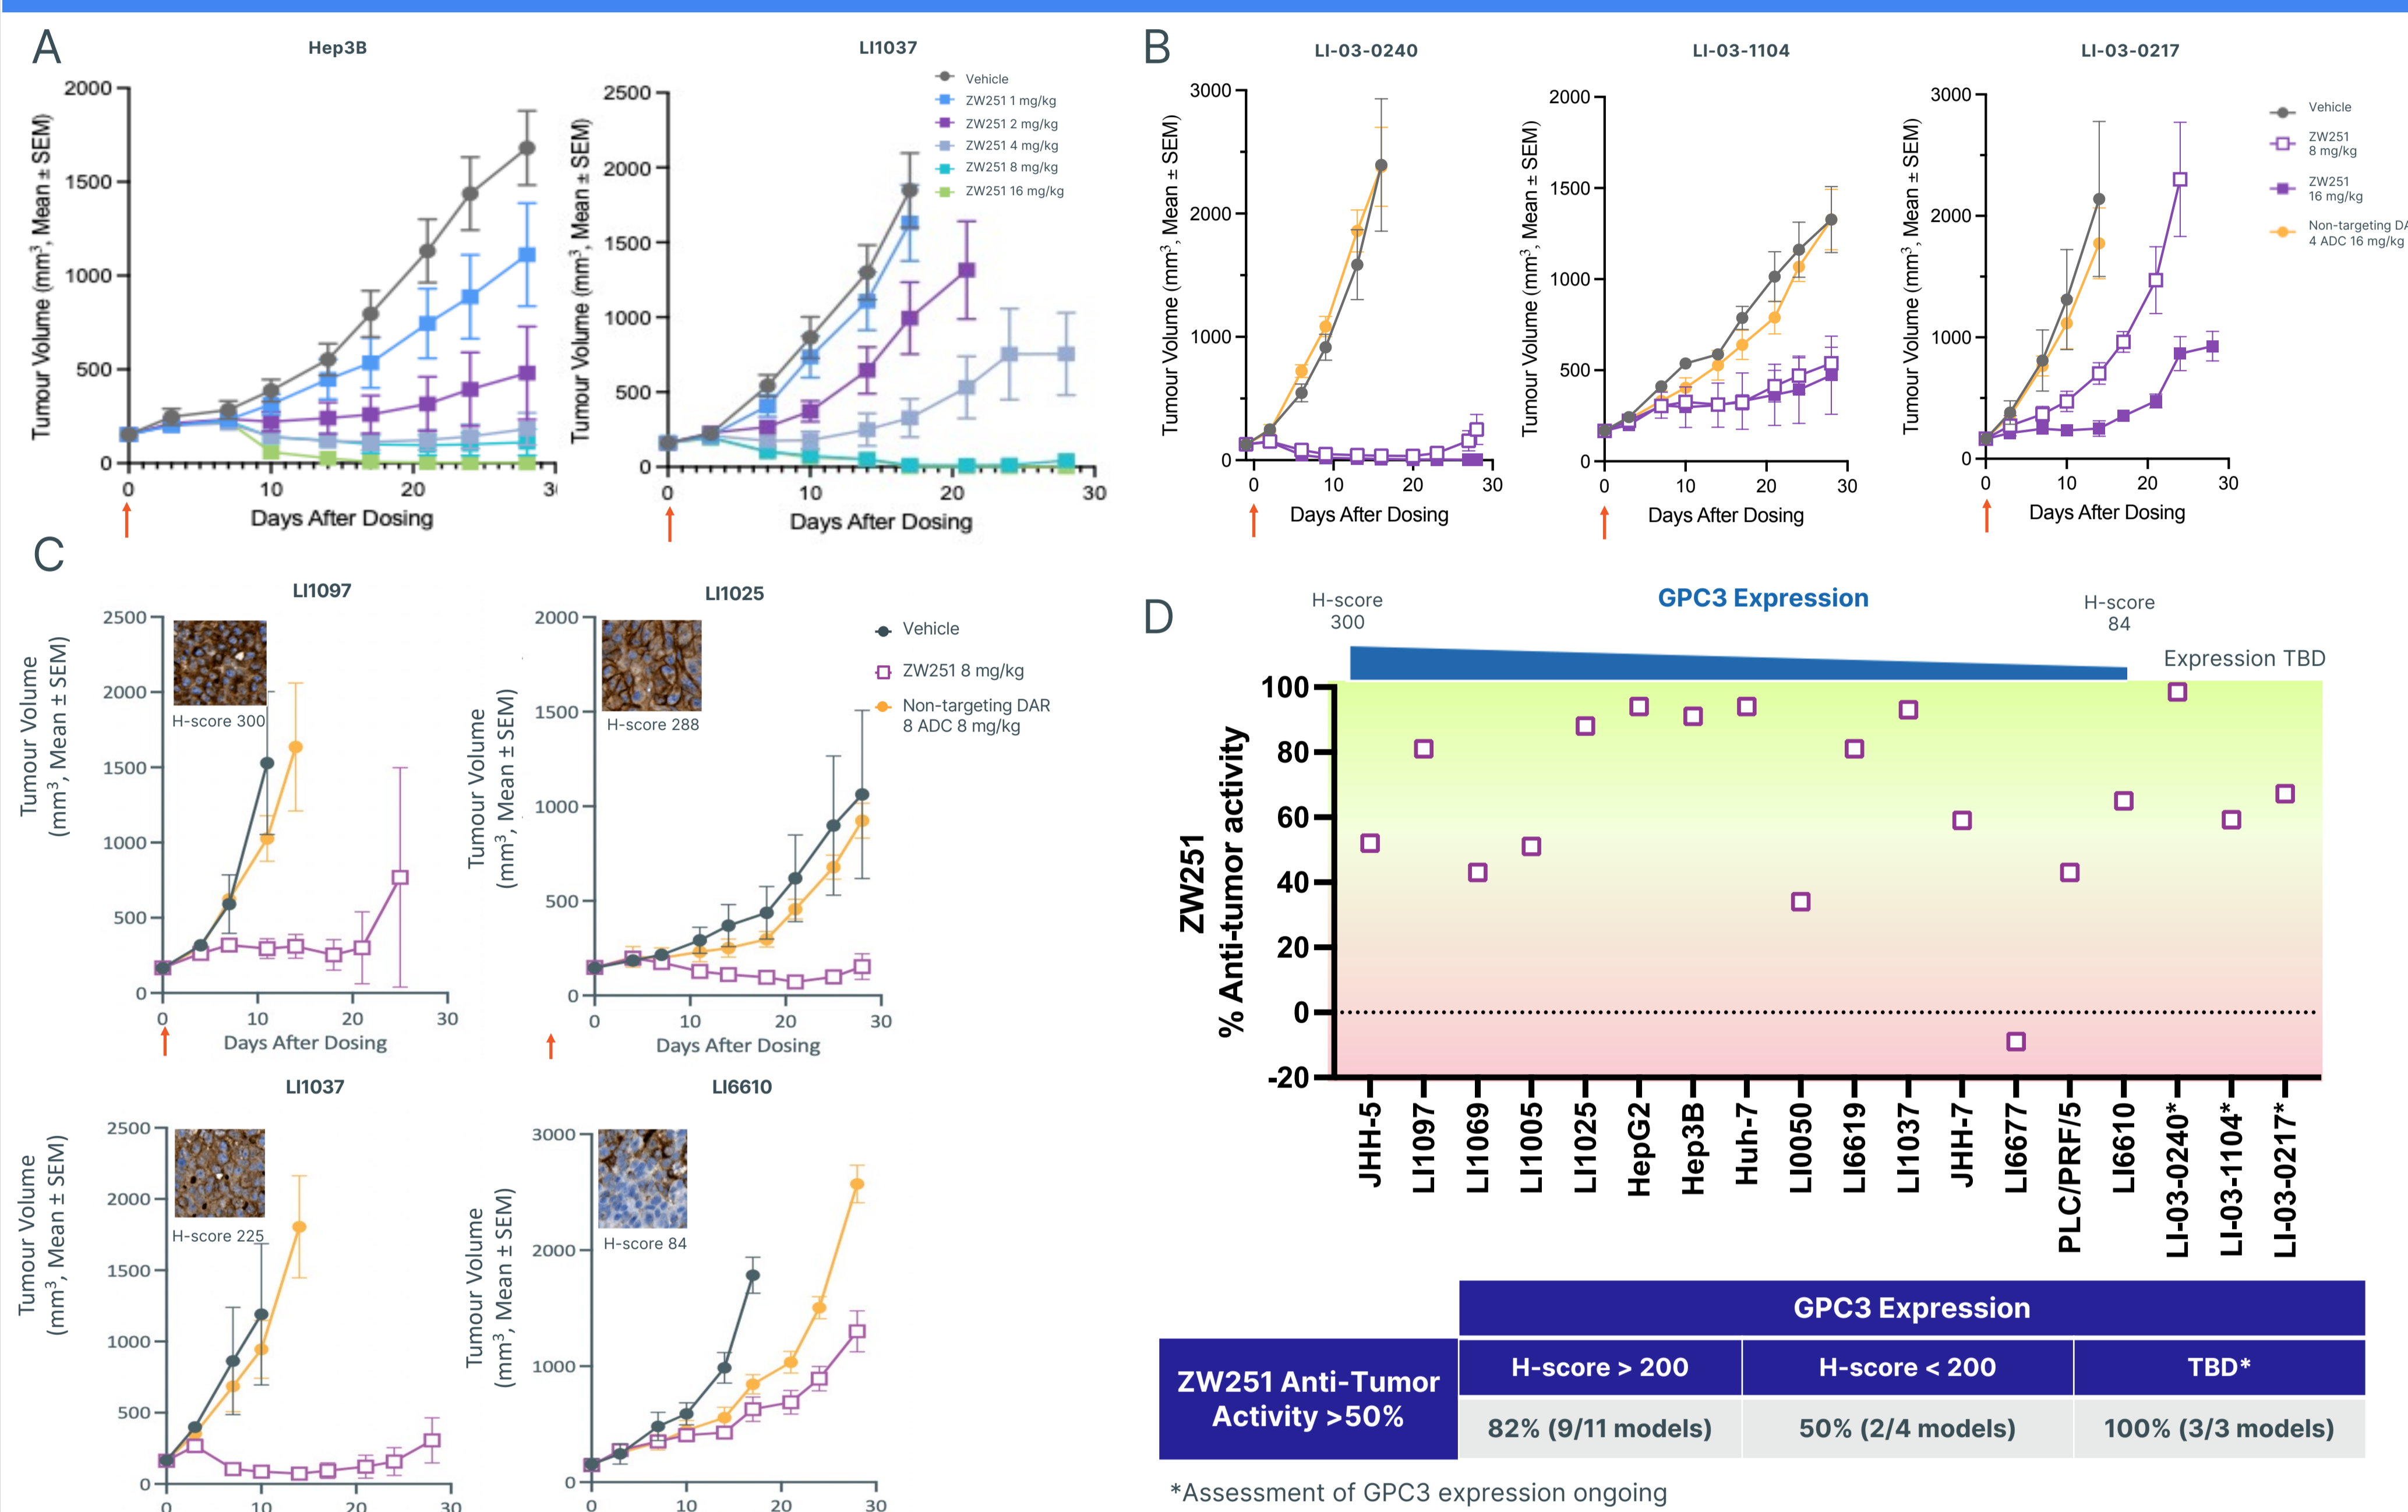 A
Hep3B
Tumour Volume (mm³, Mean ± SEM)
2000
1500
1000
500
0
0 10 20
Days After Dosing
LI1037
Tumour Volume (mm³, Mean ± SEM)
2500
2000
1500
1000
500
0
0 10 20 30
Days After Dosing
Vehicle
ZW251 1 mg/kg
ZW251 2 mg/kg
ZW251 4 mg/kg
ZW251 8 mg/kg
ZW251 16 mg/kg
B
LI-03-0240
Tumour Volume (mm³, Mean ± SEM)
3000
2000
1000
0
0 10 20 30
Days After Dosing
LI-03-1104
Tumour Volume (mm³, Mean ± SEM)
2000
1500
1000
500
0
0 10 20 30
Days After Dosing
LI-03-0217
Tumour Volume (mm³, Mean ± SEM)
3000
2000
1000
0
0 10 20 30
Days After Dosing
Vehicle
ZW251
8 mg/kg
ZW251
16 mg/kg
Non-targeting DA
4 ADC 16 mg/kg
C
LI1097
Tumour Volume
(mm³, Mean ± SEM)
2500
2000
1500
1000
500
0
H-score 300
0 10 20 30
Days After Dosing
LI1025
Tumour Volume
(mm³, Mean ± SEM)
2000
1500
1000
500
0
H-score 288
0 10 20 30
Days After Dosing
Vehicle
ZW251 8 mg/kg
Non-targeting DAR
8 ADC 8 mg/kg
LI1037
Tumour Volume
(mm³, Mean ± SEM)
2500
2000
1500
1000
500
0
H-score 225
0 10 20 30
LI6610
Tumour Volume
(mm³, Mean ± SEM)
3000
2000
1000
0
H-score 84
0 10 20 30
D
H-score
300
GPC3 Expression
H-score
84
Expression TBD
ZW251
% Anti-tumor activity
100
80
60
40
20
0
-20
JHH-5
LI1097
LI1069
LI1005
LI1025
HepG2
Hep3B
Huh-7
LI0050
LI6619
LI1037
JHH-7
LI6677
PLC/PRF/5
LI6610
LI-03-0240*
LI-03-1104*
LI-03-0217*
GPC3 Expression
ZW251 Anti-Tumor
Activity >50%
H-score > 200 H-score < 200 TBD*
82% (9/11 models) 50% (2/4 models) 100% (3/3 models)
*Assessment of GPC3 expression ongoing